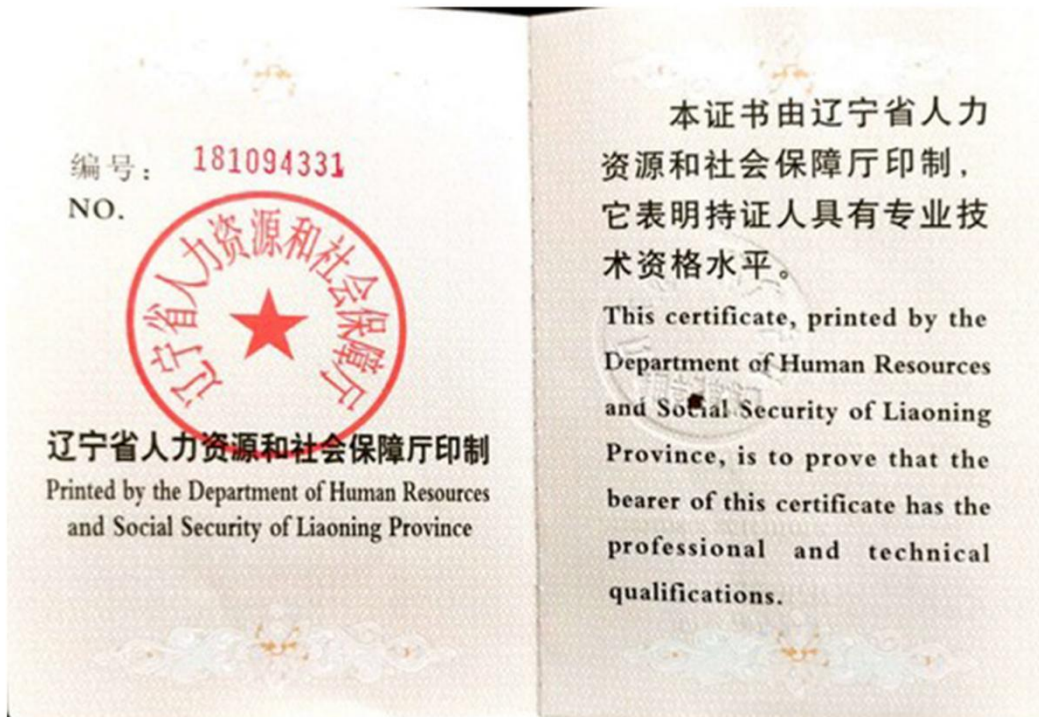 编号: 181094331
NO.
辽宁省人力资源和社会保障厅
辽宁省人力资源和社会保障厅印制
Printed by the Department of Human Resources
and Social Security of Liaoning Province
本证书由辽宁省人力
资源和社会保障厅印制，
它表明持证人具有专业技
术资格水平。
This certificate, printed by the
Department of Human Resources
and Social Security of Liaoning
Province, is to prove that the
bearer of this certificate has the
professional and technical
qualifications.